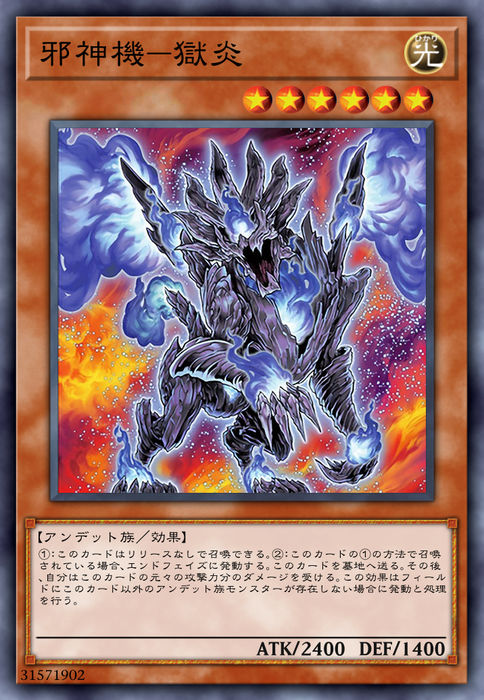 邪神機-獄炎
ひかり
光
【アンデット族／効果】
①：このカードはリリースなしで召喚できる。②：このカードの①の方法で召喚
されている場合、エンドフェイズに発動する。このカードを墓地へ送る。その後
、自分はこのカードの元々の攻撃力分のダメージを受ける。この効果はフィール
ドにこのカード以外のアンデット族モンスターが存在しない場合に発動と処理
を行う。
ATK/2400 DEF/1400
31571902